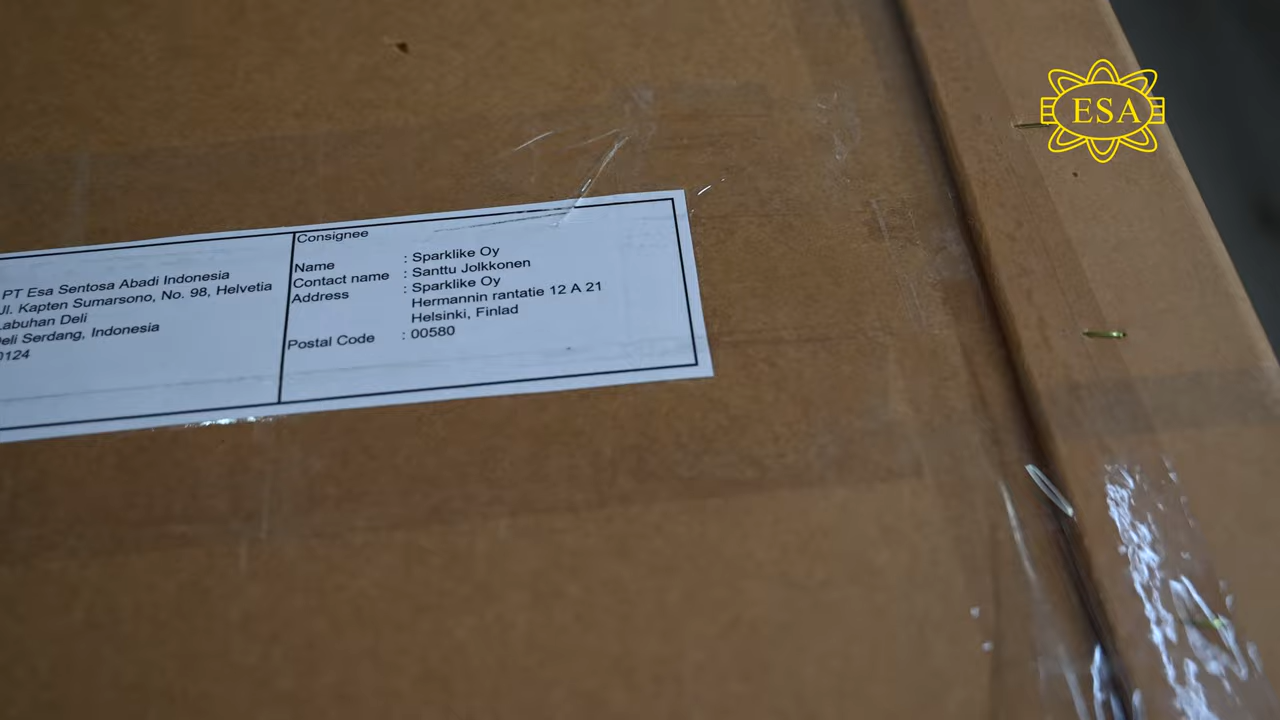 PT Esa Sentosa Abadi Indonesia
Jl. Kapten Sumarsono, No. 98, Helvetia
Labuhan Deli
Deli Serdang, Indonesia
0124
Consignee
Name : Sparklike Oy
Contact name : Santtu Jolkkonen
Address : Sparklike Oy
Hermannin rantatie 12 A 21
Helsinki, Finlad
Postal Code : 00580
ESA